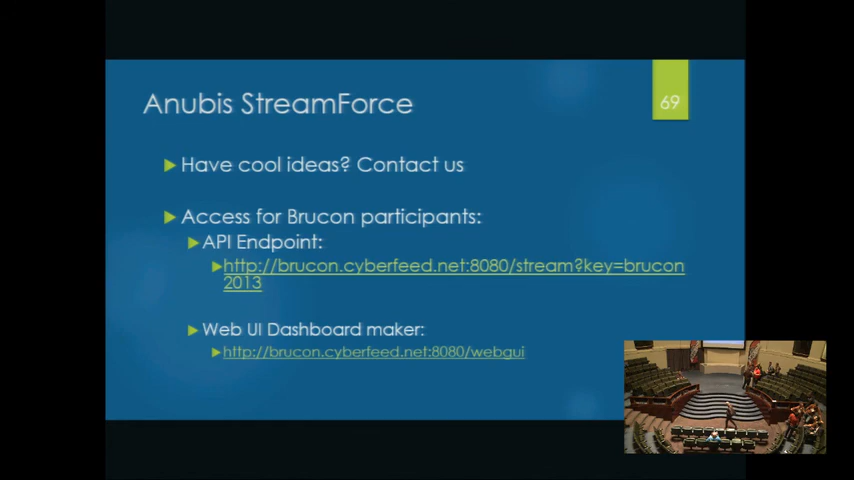 Anubis StreamForce
69
Have cool ideas? Contact us
Access for Brucon participants:
API Endpoint:
http://brucon.cyberfeed.net:8080/stream?key=brucon
2013
Web UI Dashboard maker:
http://brucon.cyberfeed.net:8080/webgui